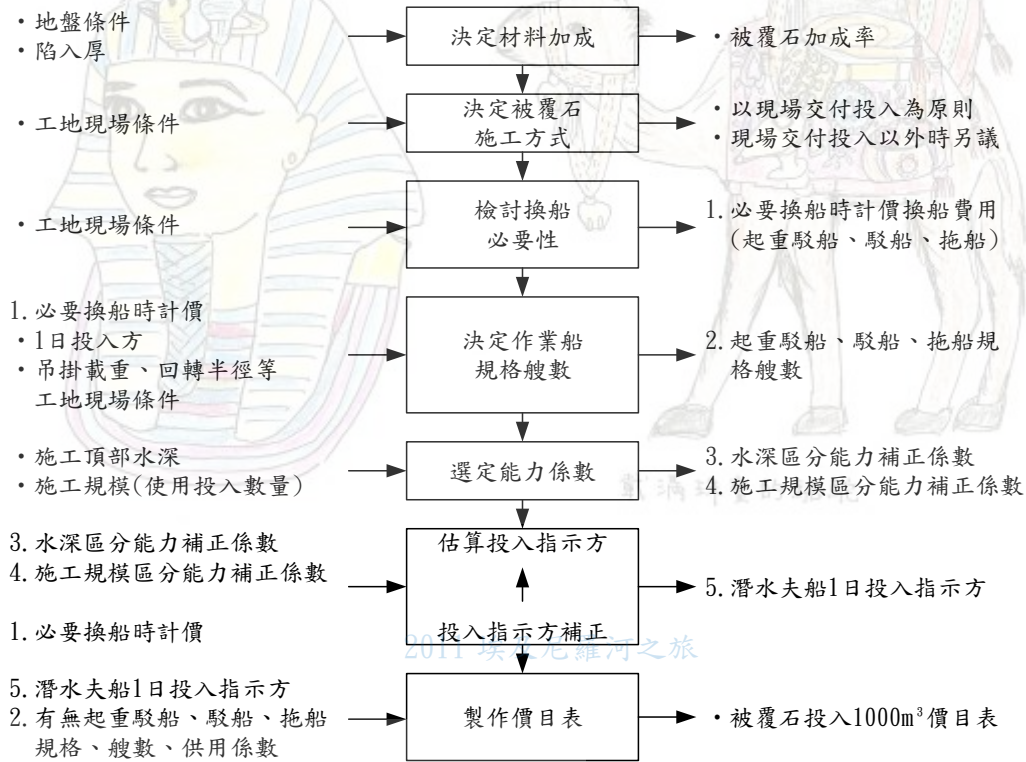 ・地盤條件
・陷入厚
決定材料加成
・被覆石加成率
・工地現場條件
決定被覆石
施工方式
・以現場交付投入為原則
・現場交付投入以外時另議
・工地現場條件
檢討換船
必要性
1.必要換船時計價換船費用
(起重駁船、駁船、拖船)
1.必要換船時計價
・1日投入方
・吊掛載重、回轉半徑等
工地現場條件
決定作業船
規格艘數
2.起重駁船、駁船、拖船規
格艘數
・施工頂部水深
・施工規模(使用投入數量)
選定能力係數
3.水深區分能力補正係數
4.施工規模區分能力補正係數
3.水深區分能力補正係數
4.施工規模區分能力補正係數
1.必要換船時計價
估算投入指示方
投入指示方補正
5.潛水夫船1日投入指示方
2011 埃及尼羅河之旅
5.潛水夫船1日投入指示方
2.有無起重駁船、駁船、拖船
規格、艘數、供用係數
製作價目表
・被覆石投入1000m³價目表